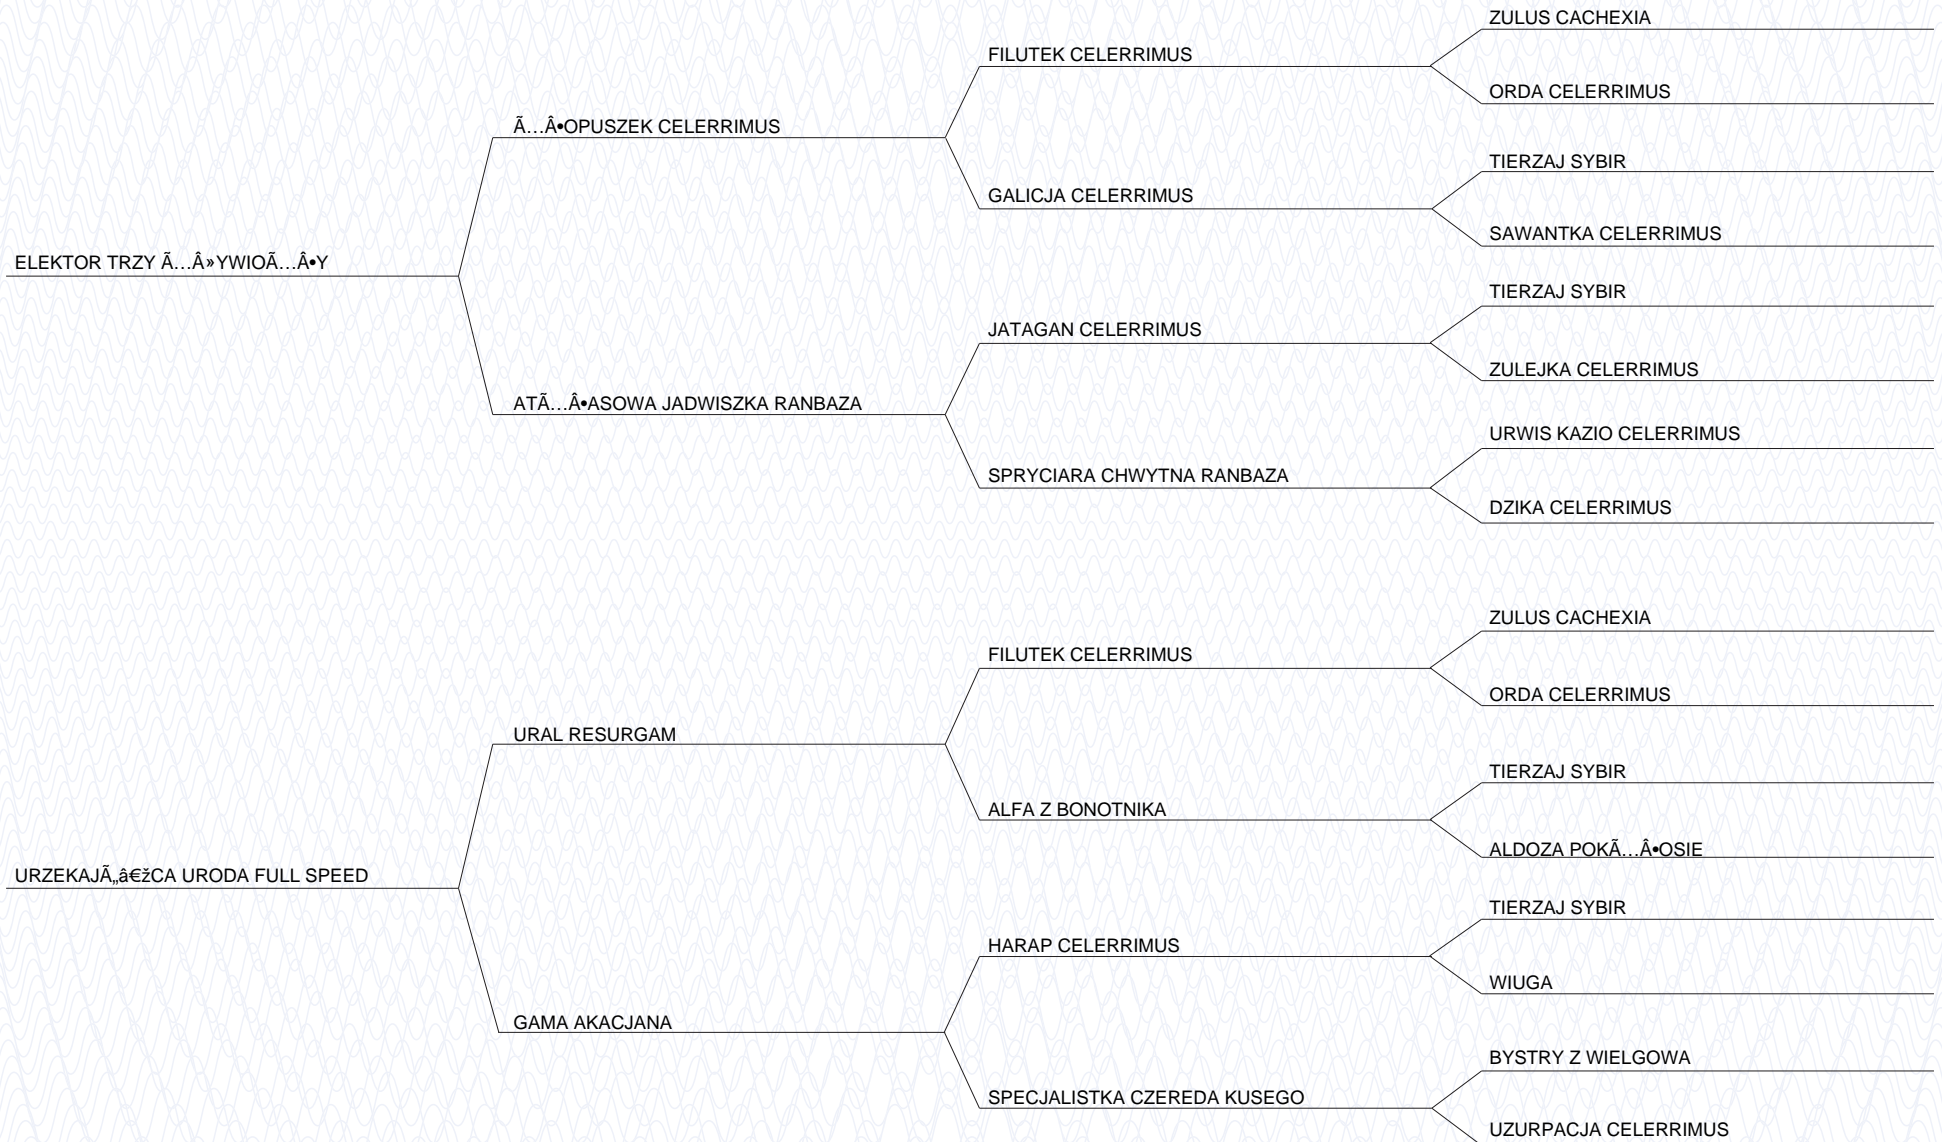 ZULUS CACHEXIA
FILUTEK CELERRIMUS
ORDA CELERRIMUS
Ã…Â•OPUSZEK CELERRIMUS
TIERZAJ SYBIR
GALICJA CELERRIMUS
SAWANTKA CELERRIMUS
ELEKTOR TRZY Ã…Â»YWIOÃ…Â•Y
TIERZAJ SYBIR
JATAGAN CELERRIMUS
ZULEJKA CELERRIMUS
ATÃ…Â•ASOWA JADWISZKA RANBAZA
URWIS KAZIO CELERRIMUS
SPRYCIARA CHWYTNA RANBAZA
DZIKA CELERRIMUS
ZULUS CACHEXIA
FILUTEK CELERRIMUS
ORDA CELERRIMUS
URAL RESURGAM
TIERZAJ SYBIR
ALFA Z BONOTNIKA
ALDOZA POKÃ…Â•OSIE
URZEKAJÃ„â€žCA URODA FULL SPEED
TIERZAJ SYBIR
HARAP CELERRIMUS
WIUGA
GAMA AKACJANA
BYSTRY Z WIELGOWA
SPECJALISTKA CZEREDA KUSEGO
UZURPACJA CELERRIMUS